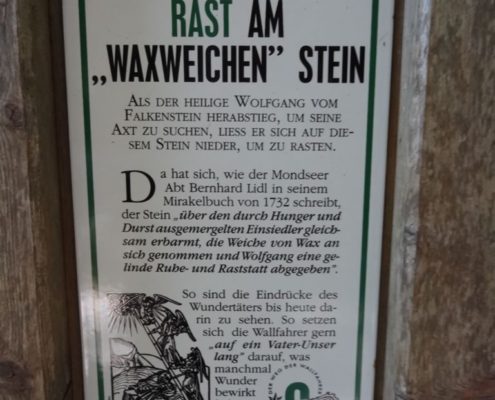 RAST AM
„WAXWEICHEN” STEIN
ALS DER HEILIGE WOLFGANG VOM
FALKENSTEIN HERABSTIEG, UM SEINE
AXT ZU SUCHEN, LIESS ER SICH AUF DIE-
SEM STEIN NIEDER, UM ZU RASTEN.
Da hat sich, wie der Mondseer
Abt Bernhard Lidl in seinem
Mirakelbuch von 1732 schreibt,
der Stein „über den durch Hunger und
Durst ausgemergelten Einsiedler gleich-
sam erbarmt, die Weiche von Wax an
sich genommen und Wolfgang eine ge-
linde Ruhe- und Raststatt abgegeben”.
So sind die Eindrücke des
Wundertäters bis heute da-
rin zu sehen. So setzen
sich die Wallfahrer gern
„auf ein Vater-Unser
lang” darauf, was
manchmal
Wunder
bewirkt
DER WEG DER WALLFAHRER